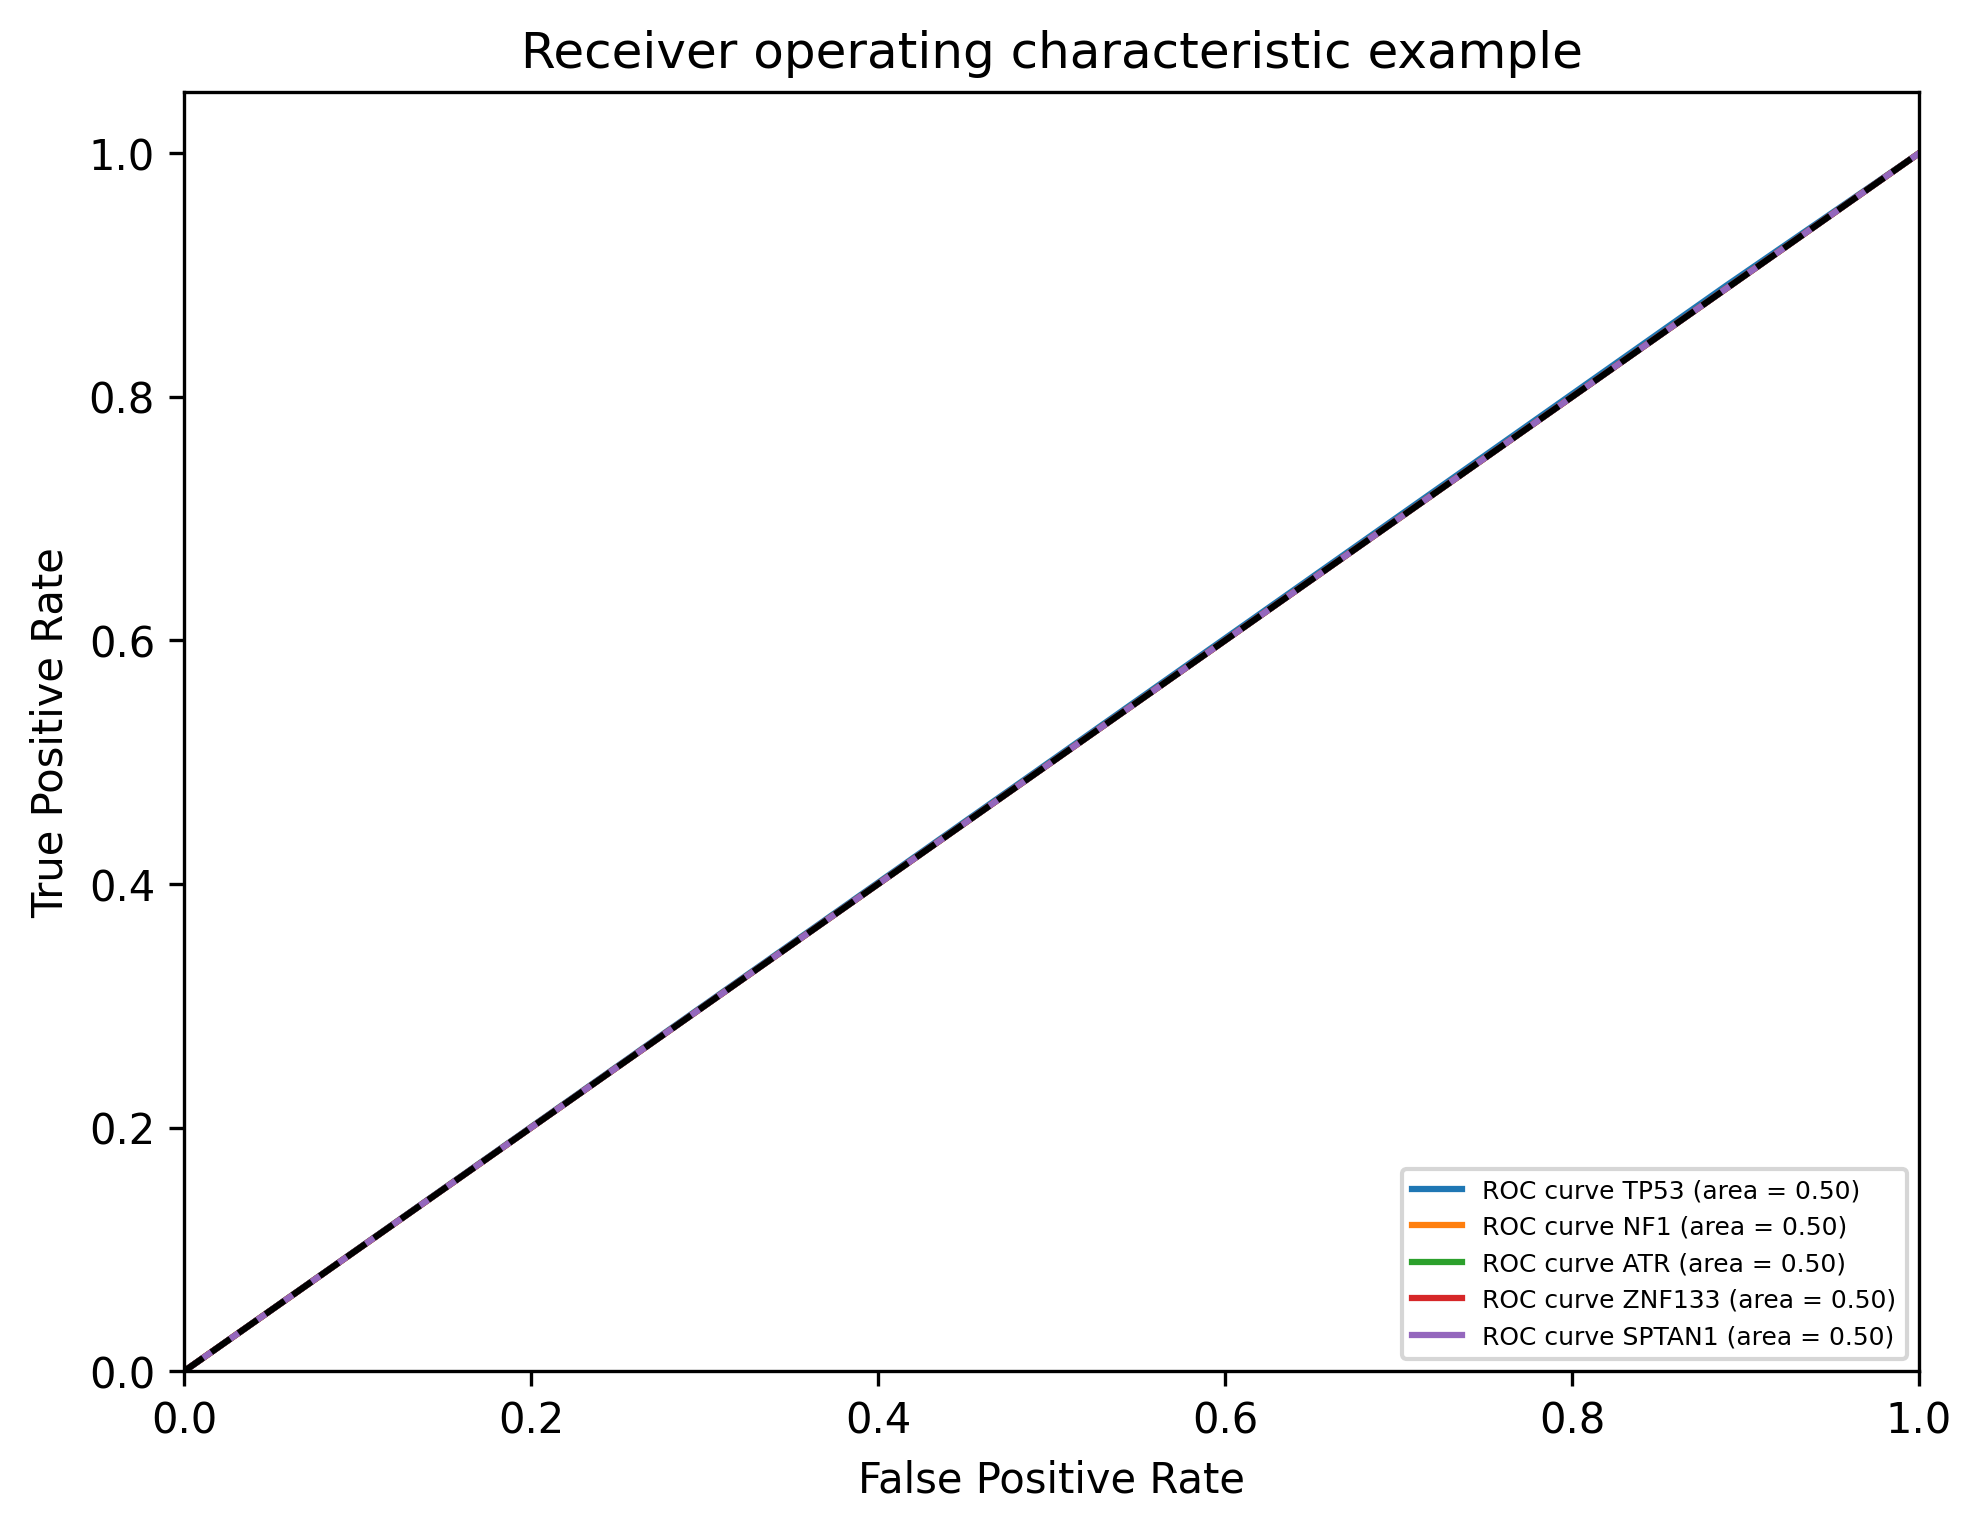 Receiver operating characteristic example
True Positive Rate
1.0
0.8
0.6
0.4
0.2
0.0
ROC curve TP53 (area = 0.50)
ROC curve NF1 (area = 0.50)
ROC curve ATR (area = 0.50)
ROC curve ZNF133 (area = 0.50)
ROC curve SPTAN1 (area = 0.50)
0.0 0.2 0.4 0.6 0.8 1.0
False Positive Rate